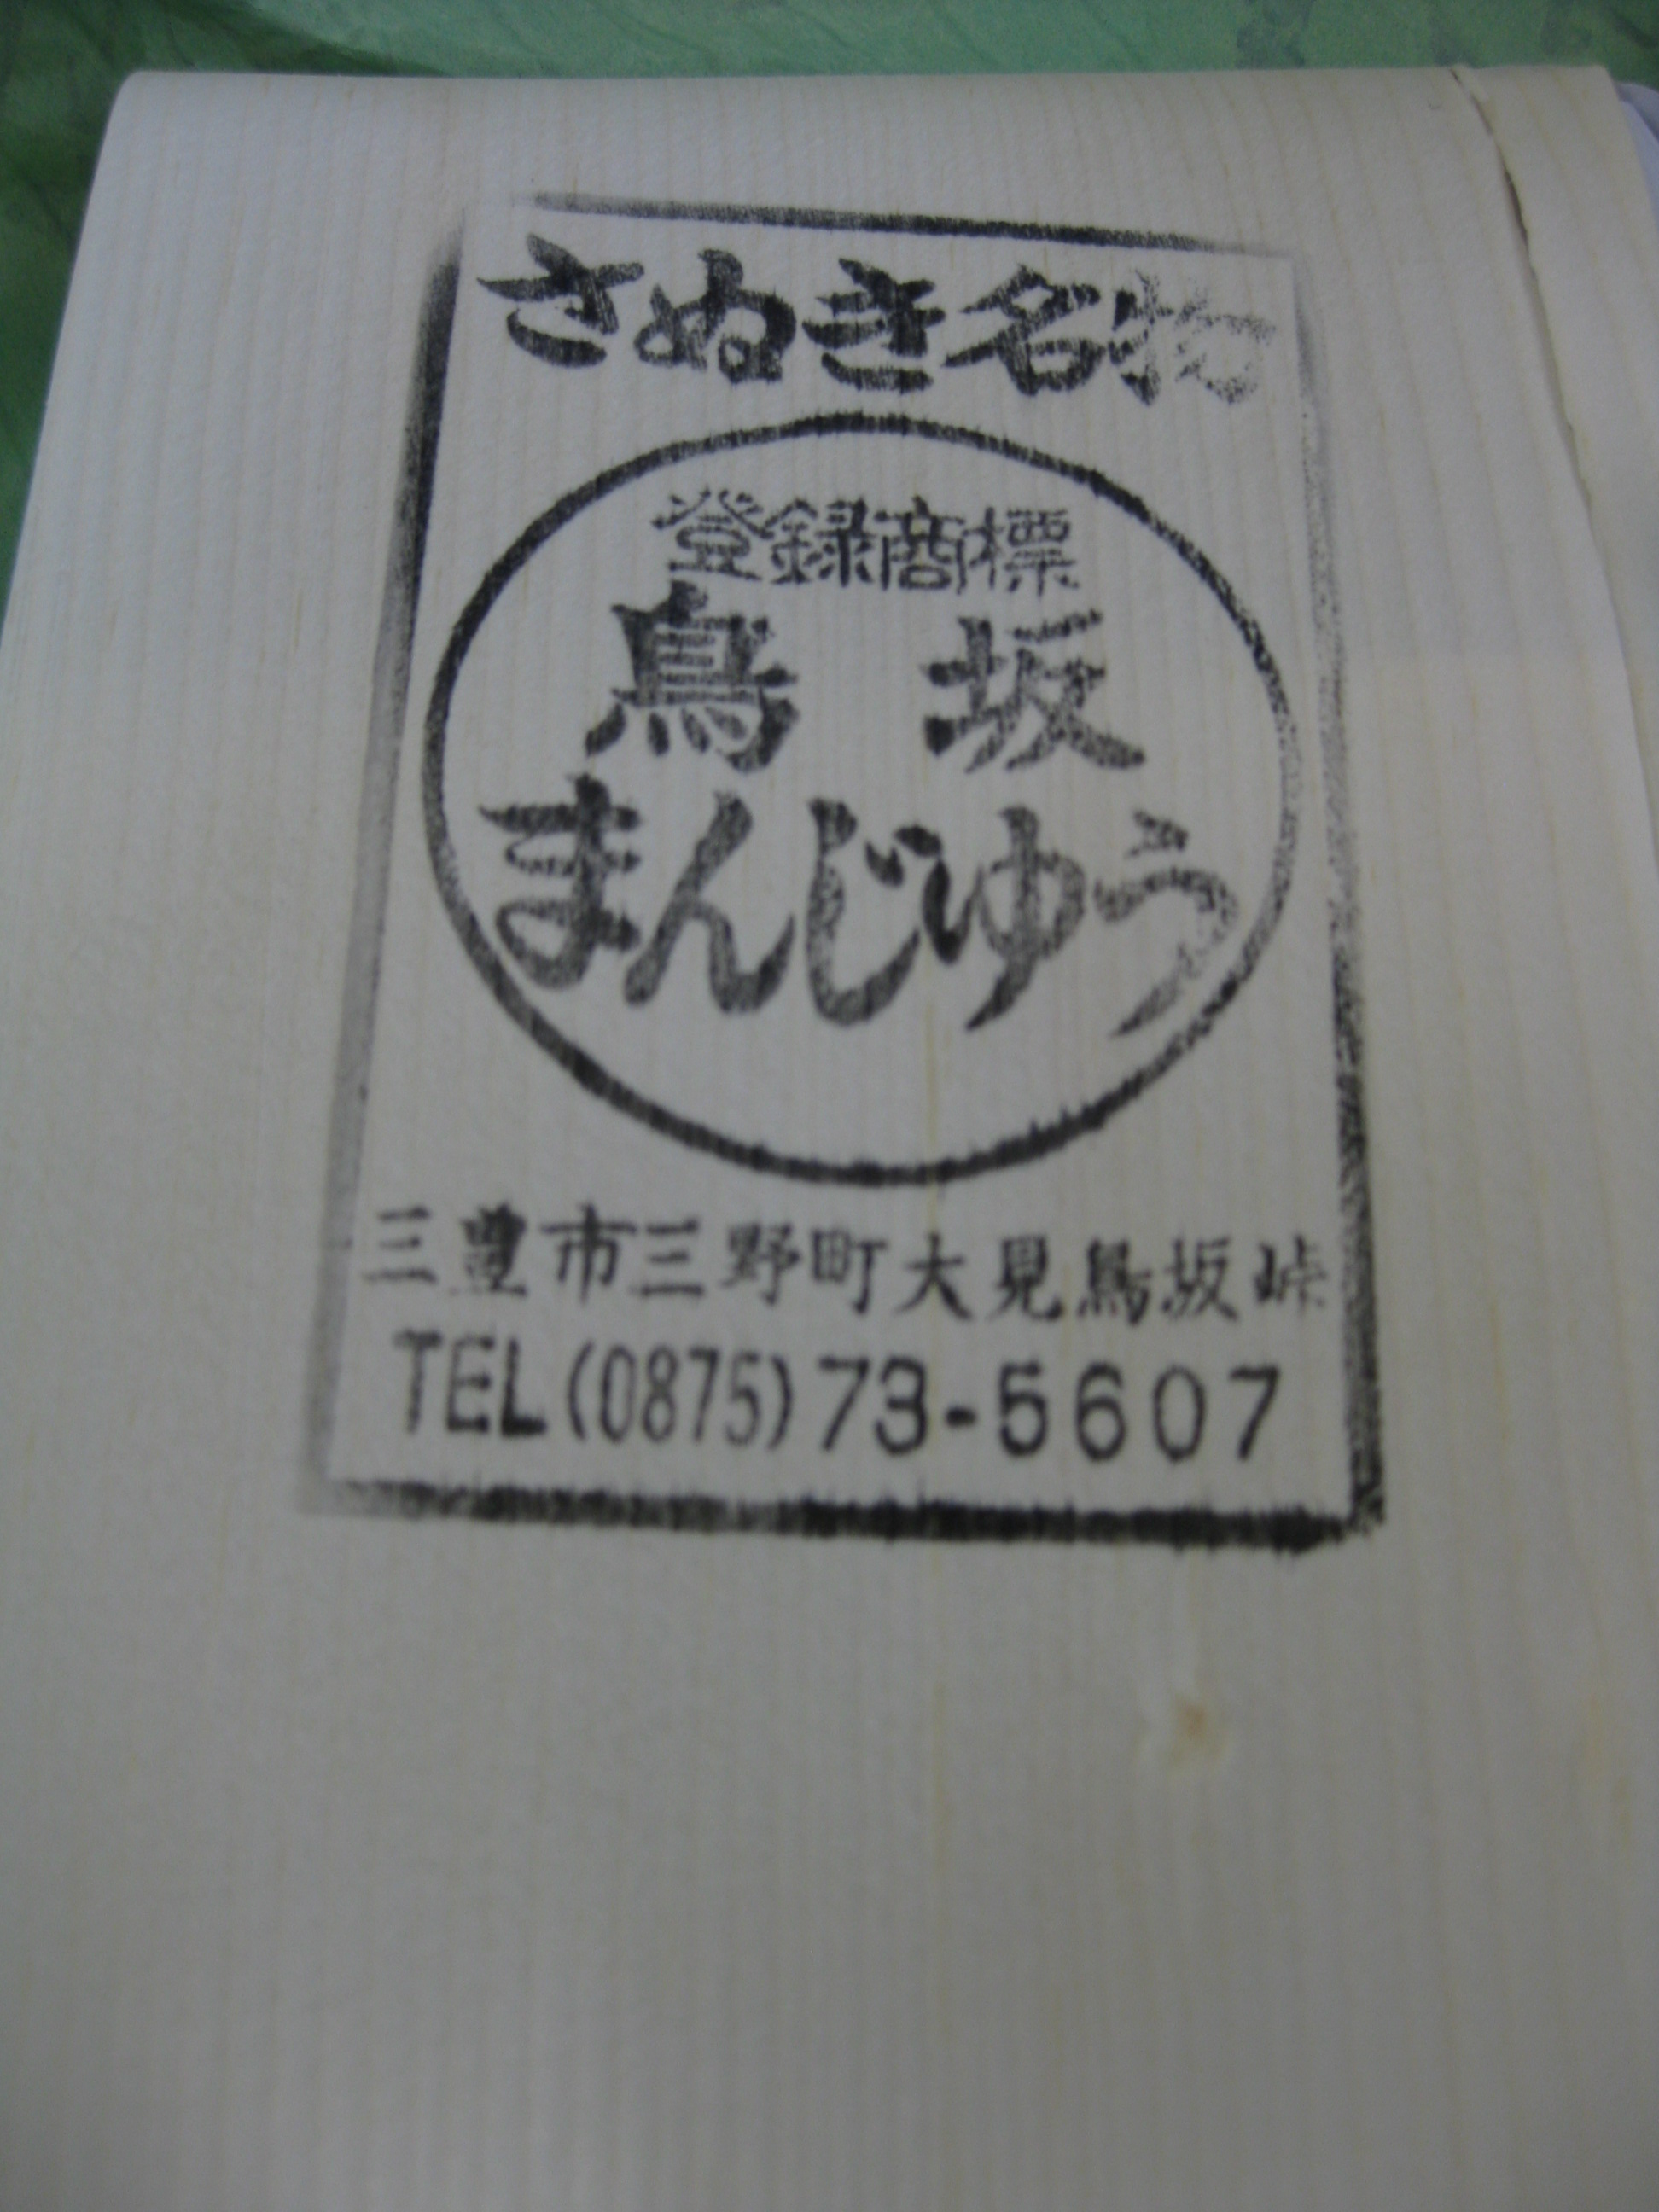 さぬき名物
登録商標
鳥坂
まんじゆう
三豊市三野町大見鳥坂峠
TEL(0875)73-5607